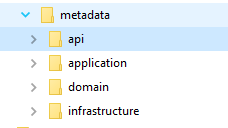 metadata
api
application
domain
infrastructure